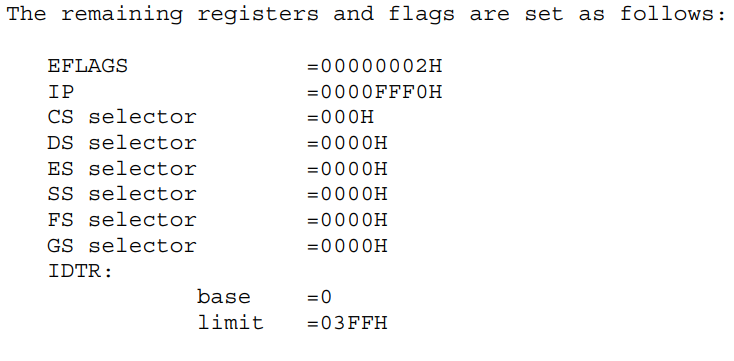 The remaining registers and flags are set as follows:
EFLAGS =00000002H
IP =0000FFF0H
CS selector =000H
DS selector =0000H
ES selector =0000H
SS selector =0000H
FS selector =0000H
GS selector =0000H
IDTR:
base =0
limit =03FFH